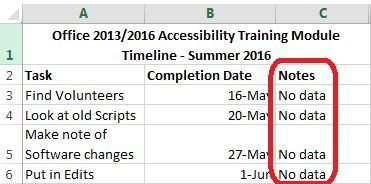 A B C
1 Office 2013/2016 Accessibility Training Module
Timeline - Summer 2016
2 Task Completion Date Notes
3 Find Volunteers 16-May No data
4 Look at old Scripts 20-May No data
Make note of
5 Software changes 27-May No data
6 Put in Edits 1-Jun No data